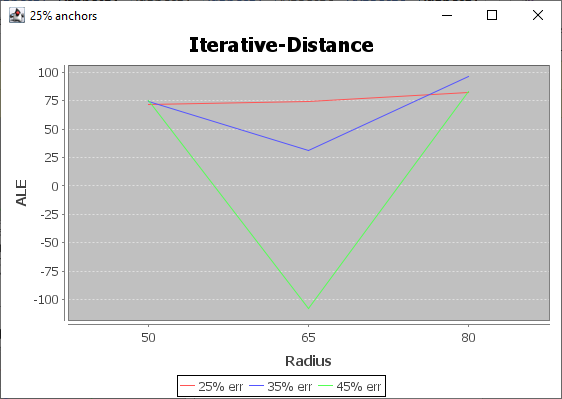 25% anchors
Iterative-Distance
100
75
50
25
0
-25
-50
-75
-100
ALE
50 65 80
Radius
25% err 35% err 45% err